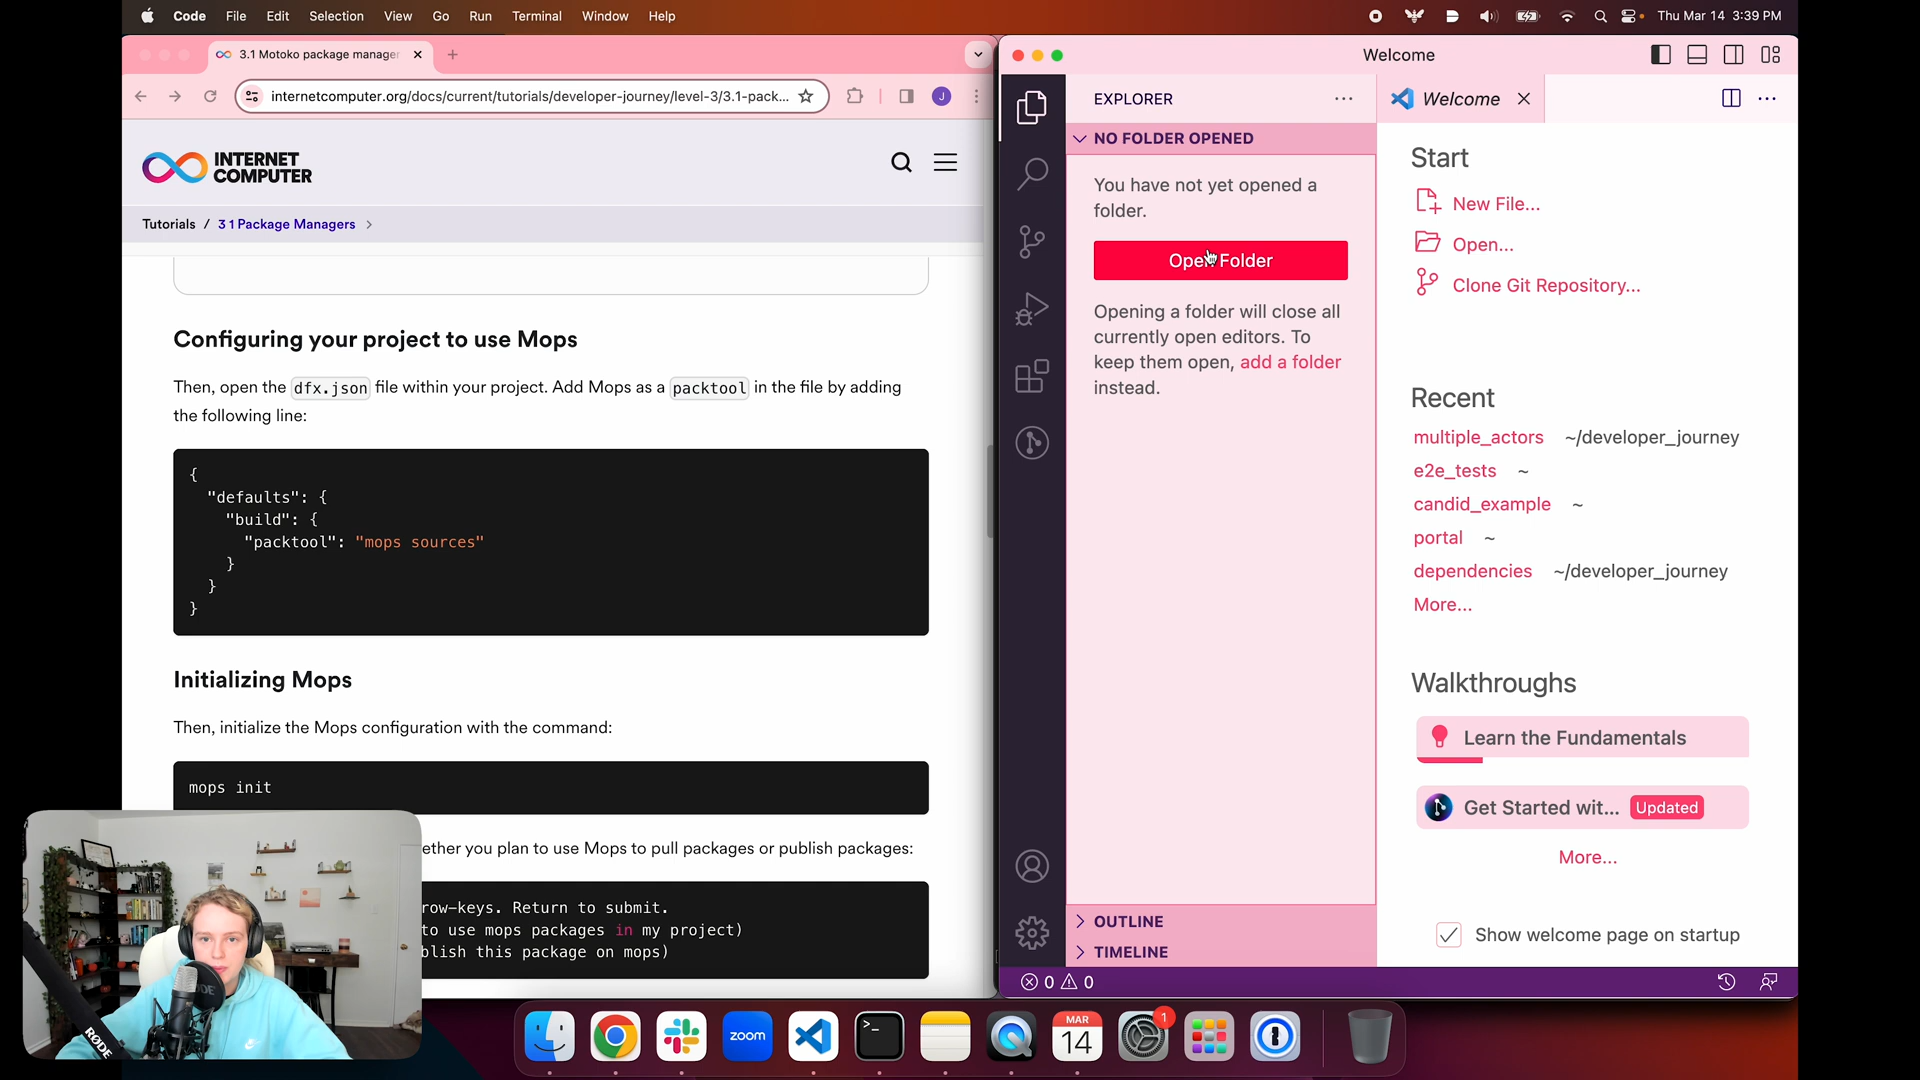 Code File Edit Selection View Go Run Terminal Window Help
Thu Mar 14 3:39 PM
3.1 Motoko package manager
internetcomputer.org/docs/current/tutorials/developer-journey/level-3/3.1-pack...
J
INTERNET
COMPUTER
Tutorials / 3 1 Package Managers >
Configuring your project to use Mops
Then, open the dfx.json file within your project. Add Mops as a packtool in the file by adding
the following line:
{
"defaults": {
"build": {
"packtool": "mops sources"
}
}
}
Initializing Mops
Then, initialize the Mops configuration with the command:
mops init
ether you plan to use Mops to pull packages or publish packages:
row-keys. Return to submit.
to use mops packages in my project)
blish this package on mops)
Welcome
EXPLORER
NO FOLDER OPENED
You have not yet opened a
folder.
Open Folder
Opening a folder will close all
currently open editors. To
keep them open, add a folder
instead.
OUTLINE
TIMELINE
0 0
Welcome
Start
New File...
Open...
Clone Git Repository...
Recent
multiple_actors ~/developer_journey
e2e_tests ~
candid_example ~
portal ~
dependencies ~/developer_journey
More...
Walkthroughs
Learn the Fundamentals
Get Started wit... Updated
More...
Show welcome page on startup
RØDE
RØDE
zoom
MAR
14
1